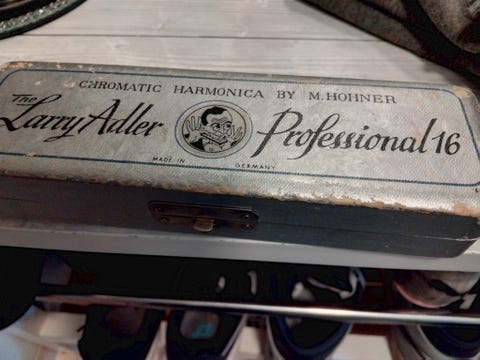 CHROMATIC HARMONICA BY M. HOHNER
The Larry Adler Professional 16
MADE IN GERMANY